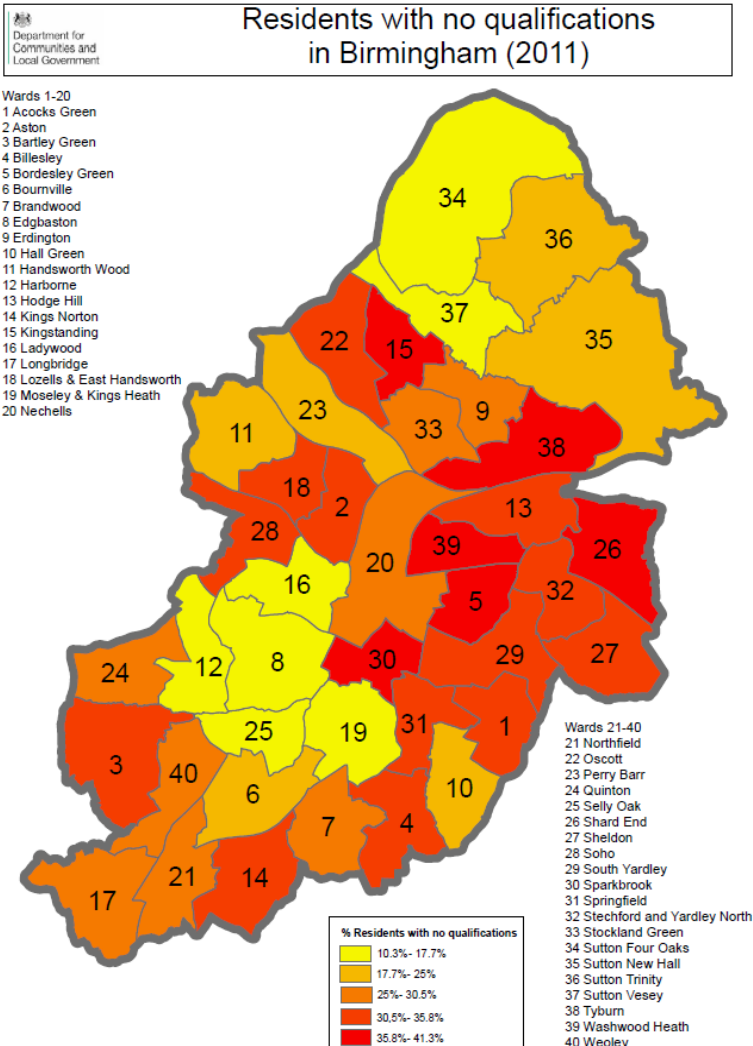 Department for
Communities and
Local Government
Residents with no qualifications
in Birmingham (2011)
Wards 1-20
1 Acocks Green
2 Aston
3 Bartley Green
4 Billesley
5 Bordesley Green
6 Bournville
7 Brandwood
8 Edgbaston
9 Erdington
10 Hall Green
11 Handsworth Wood
12 Harborne
13 Hodge Hill
14 Kings Norton
15 Kingstanding
16 Ladywood
17 Longbridge
18 Lozells & East Handsworth
19 Moseley & Kings Heath
20 Nechells
34
36
37
35
22
15
23
33
9
11
38
18
2
13
28
39
26
20
16
5
32
12
8
30
29
27
24
25
19
31
1
3
40
6
10
7
4
21
14
17
Wards 21-40
21 Northfield
22 Oscott
23 Perry Barr
24 Quinton
25 Selly Oak
26 Shard End
27 Sheldon
28 Soho
29 South Yardley
30 Sparkbrook
31 Springfield
32 Stechford and Yardley North
33 Stockland Green
34 Sutton Four Oaks
35 Sutton New Hall
36 Sutton Trinity
37 Sutton Vesey
38 Tyburn
39 Washwood Heath
40 Weoley
% Residents with no qualifications
10.3%- 17.7%
17.7%- 25%
25%- 30.5%
30,5%- 35.8%
35.8%- 41.3%